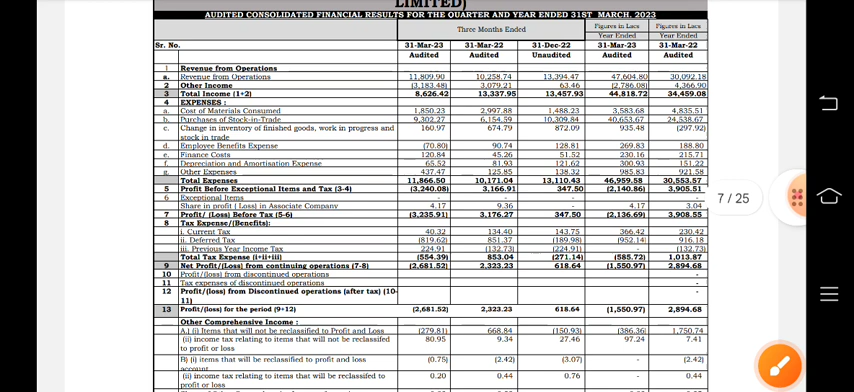 LIMITED)
AUDITED CONSOLIDATED FINANCIAL RESULTS FOR THE QUARTER AND YEAR ENDED 31ST MARCH, 2023
Three Months Ended Figures in Lacs Figures in Lacs
Year Ended Year Ended
Sr. No. 31-Mar-23 31-Mar-22 31-Dec-22 31-Mar-23 31-Mar-22
Audited Audited Unaudited Audited Audited
1 Revenue from Operations
a. Revenue from Operations 11,809.90 10,258.74 13,394.47 47,604.80 30,092.18
2 Other Income (3,183.48) 3,079.21 63.46 (2,786.08) 4,366.90
3 Total Income (1+2) 8,626.42 13,337.95 13,457.93 44,818.72 34,459.08
4 EXPENSES :
a. Cost of Materials Consumed 1,850.23 2,997.88 1,488.23 3,583.68 4,835.51
b. Purchases of Stock-in-Trade 9,302.27 6,154.59 10,309.84 40,653.67 24,538.67
c. Change in inventory of finished goods, work in progress and 160.97 674.79 872.09 935.48 (297.92)
stock in trade
d. Employee Benefits Expense (70.80) 90.74 128.81 269.83 188.80
e. Finance Costs 120.84 45.26 51.52 230.16 215.71
f. Depreciation and Amortisation Expense 65.52 81.93 121.62 300.93 151.22
g. Other Expenses 437.47 125.85 138.32 985.83 921.58
Total Expenses 11,866.50 10,171.04 13,110.43 46,959.58 30,553.57
5 Profit Before Exceptional Items and Tax (3-4) (3,240.08) 3,166.91 347.50 (2,140.86) 3,905.51
6 Exceptional Items - - - - -
Share in profit ( Loss) in Associate Company 4.17 9.36 - 4.17 3.04
7 Profit/ (Loss) Before Tax (5-6) (3,235.91) 3,176.27 347.50 (2,136.69) 3,908.55
8 Tax Expense/(Benefits):
i. Current Tax 40.32 134.40 143.75 366.42 230.42
ii. Deferred Tax (819.62) 851.37 (189.98) (952.14) 916.18
iii. Previous Year Income Tax 224.91 (132.73) (224.91) - (132.73)
Total Tax Expense (i+ii+iii) (554.39) 853.04 (271.14) (585.72) 1,013.87
9 Net Profit/(Loss) from continuing operations (7-8) (2,681.52) 2,323.23 618.64 (1,550.97) 2,894.68
10 Profit/(loss) from discontinued operations -
11 Tax expenses of discontinued operations -
12 Profit/(loss) from Discontinued operations (after tax) (10- -
11)
13 Profit/(loss) for the period (9+12) (2,681.52) 2,323.23 618.64 (1,550.97) 2,894.68
Other Comprehensive Income :
A.) (i) Items that will not be reclassified to Profit and Loss (279.81) 668.84 (150.93) (386.36) 1,750.74
(ii) income tax relating to items that will not be reclassifed 80.95 9.34 27.46 97.24 7.41
to profit or loss
B) (i) items that will be reclassified to profit and loss (0.75) (2.42) (3.07) - (2.42)
account
(ii) income tax relating to items that will be reclassifed to 0.20 0.44 0.76 - 0.44
profit or loss
7 / 25